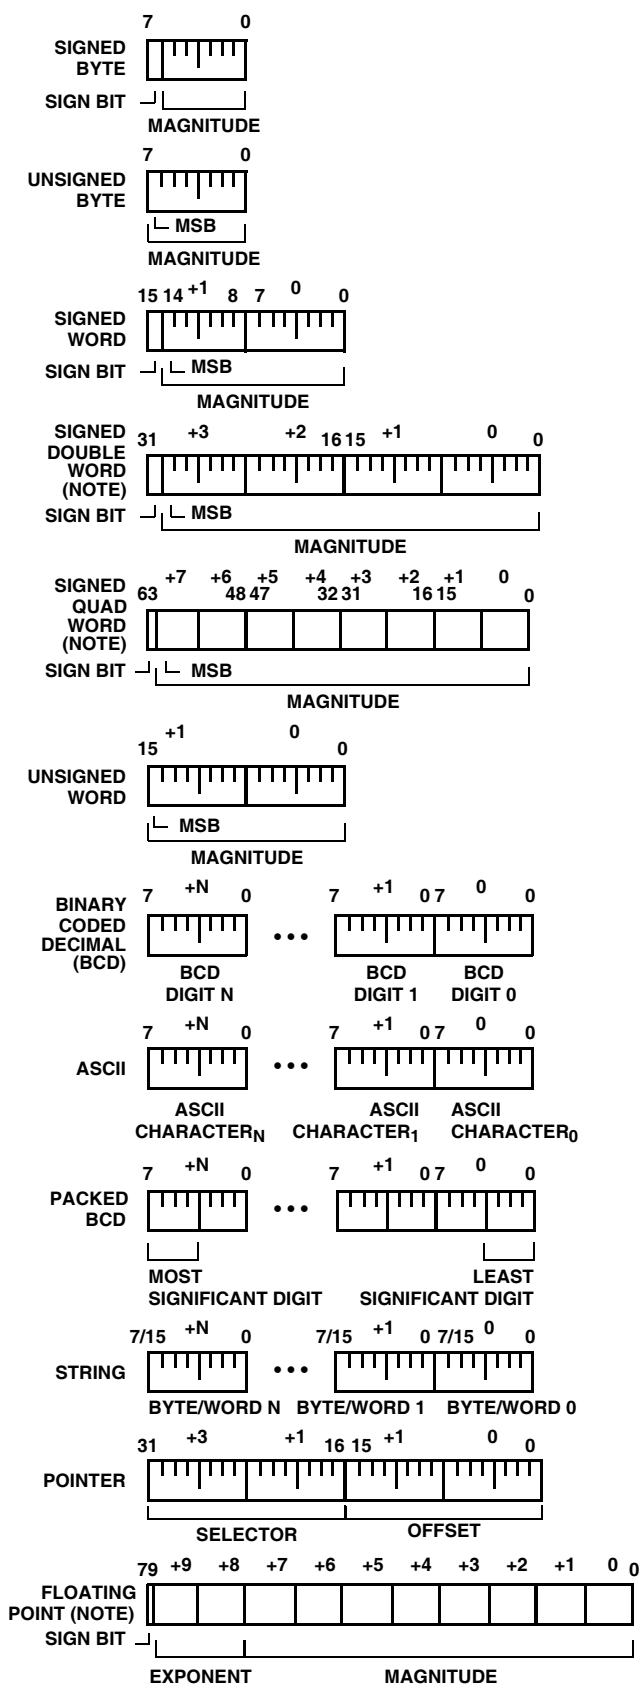 7 0
SIGNED
BYTE
SIGN BIT
MAGNITUDE
7 0
UNSIGNED
BYTE
MSB
MAGNITUDE
15 14 +1 8 7 0 0
SIGNED
WORD
SIGN BIT MSB
MAGNITUDE
SIGNED
DOUBLE
WORD
(NOTE)
31 +3 +2 16 15 +1 0 0
SIGN BIT MSB
MAGNITUDE
SIGNED
QUAD
WORD
(NOTE)
+7 +6 +5 +4 +3 +2 +1 0
63 48 47 32 31 16 15 0
SIGN BIT MSB
MAGNITUDE
+1 0
15 0
UNSIGNED
WORD
MSB
MAGNITUDE
BINARY
CODED
DECIMAL
(BCD)
7 +N 0 7 +1 0 7 0 0
•••
BCD BCD BCD
DIGIT N DIGIT 1 DIGIT 0
7 +N 0 7 +1 0 7 0 0
ASCII •••
ASCII ASCII ASCII
CHARACTERN CHARACTER1 CHARACTER0
7 +N 0 7 +1 0 7 0 0
PACKED
BCD
•••
MOST LEAST
SIGNIFICANT DIGIT SIGNIFICANT DIGIT
7/15 +N 0 7/15 +1 0 7/15 0 0
STRING •••
BYTE/WORD N BYTE/WORD 1 BYTE/WORD 0
31 +3 +1 16 15 +1 0 0
POINTER
SELECTOR OFFSET
79 +9 +8 +7 +6 +5 +4 +3 +2 +1 0 0
FLOATING
POINT (NOTE)
SIGN BIT
EXPONENT MAGNITUDE